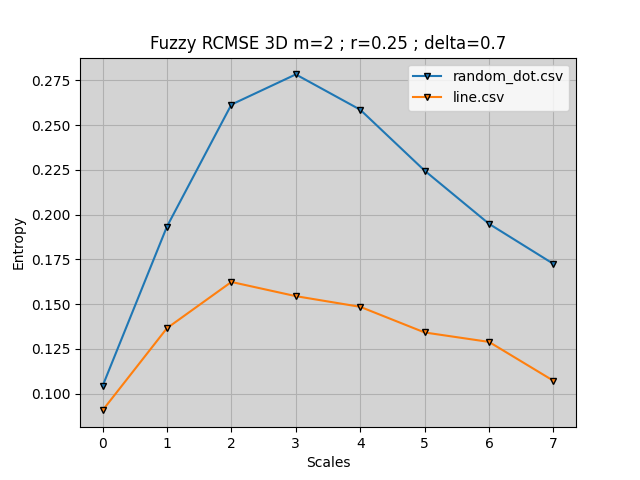 Fuzzy RCMSE 3D m=2 ; r=0.25 ; delta=0.7
random_dot.csv
line.csv
Entropy
0.275
0.250
0.225
0.200
0.175
0.150
0.125
0.100
0 1 2 3 4 5 6 7
Scales